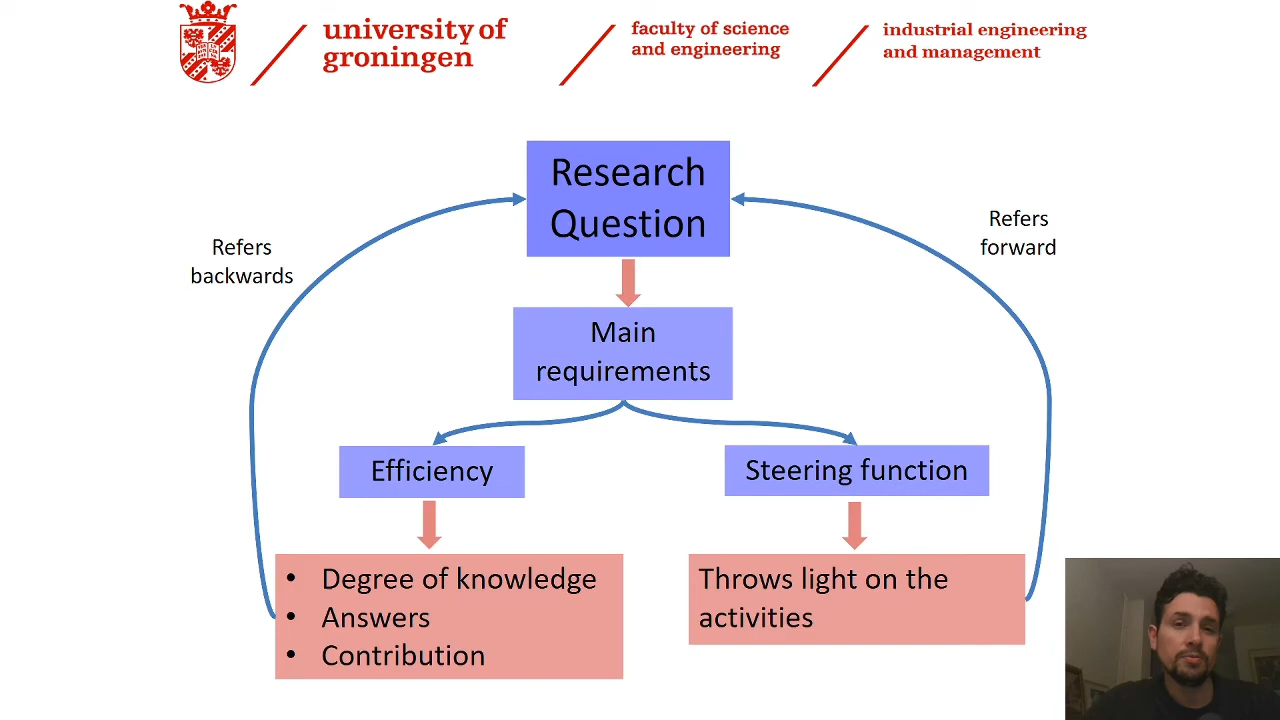 university of
groningen
faculty of science
and engineering
industrial engineering
and management
Research
Question
Refers
backwards
Refers
forward
Main
requirements
Efficiency
Steering function
• Degree of knowledge
• Answers
• Contribution
Throws light on the
activities